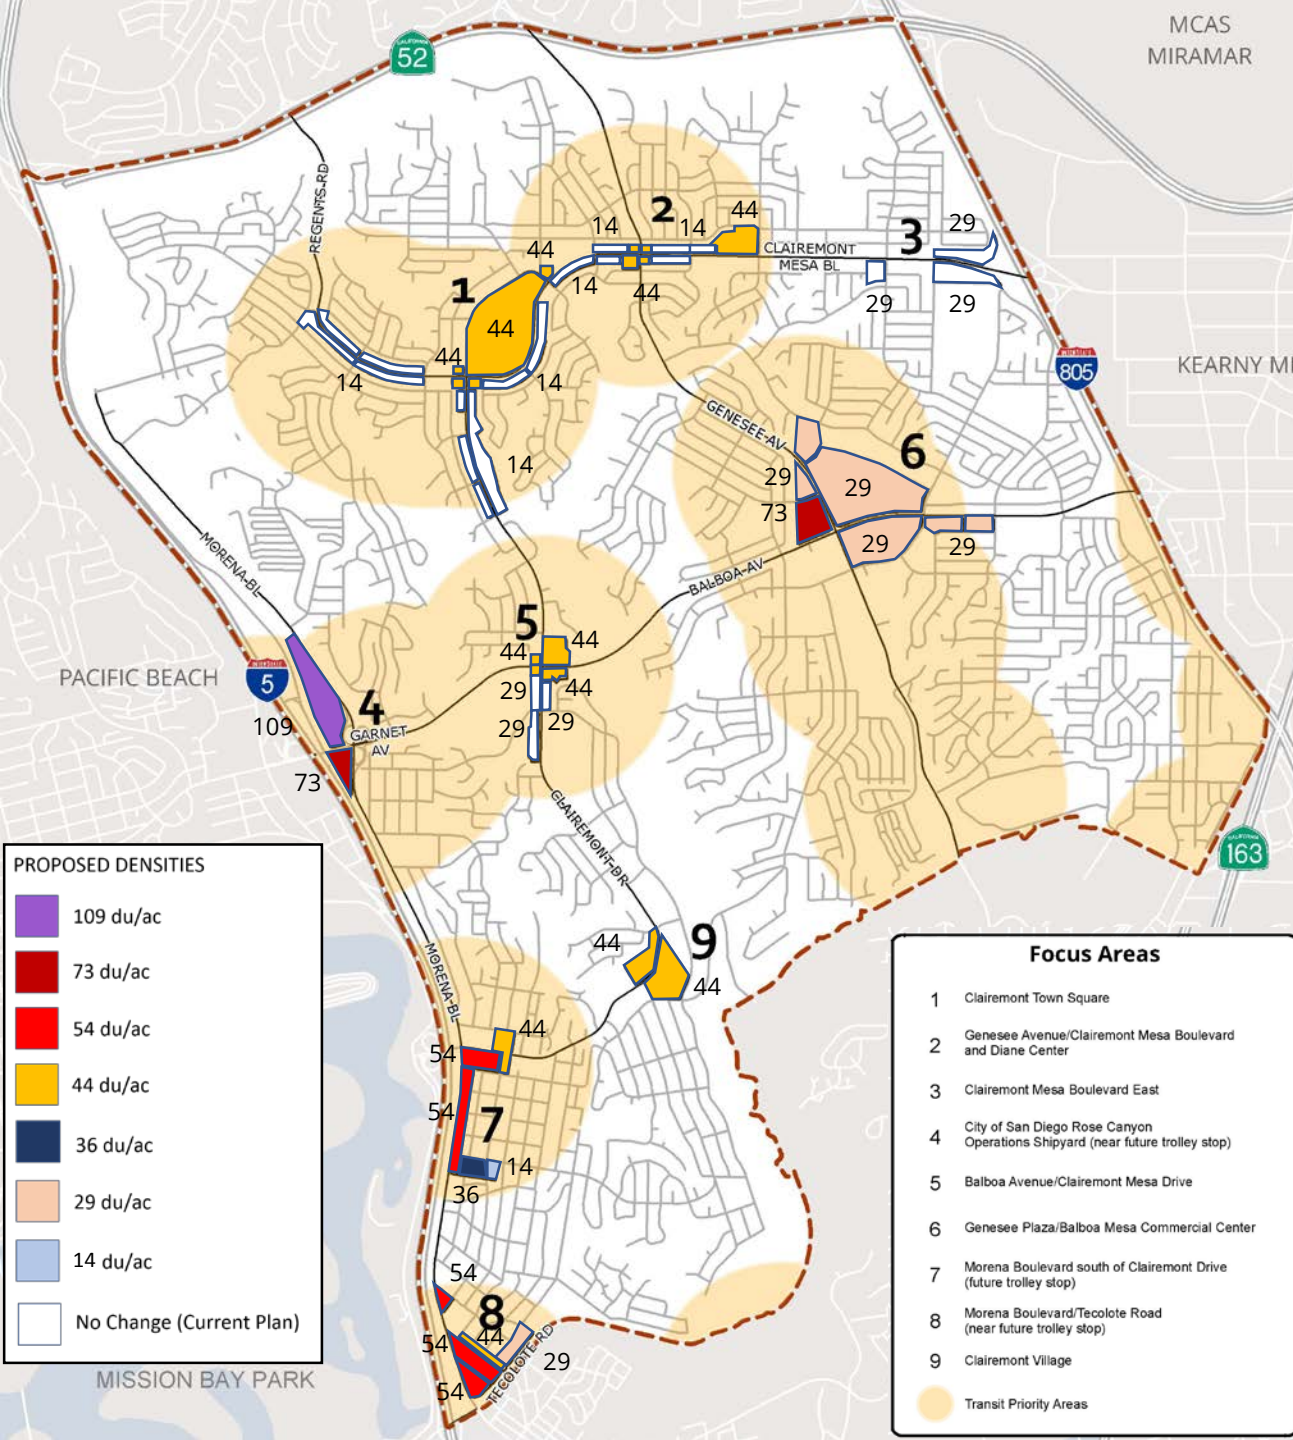 MCAS
MIRAMAR
CALIFORNIA
52
REGENTS RD
2
44
14
14
3
29
CLAIREMONT
MESA BL
44
14
44
29
29
1
44
44
14
14
INTERSTATE
805
KEARNY ME
GENESEE AV
6
14
29
29
73
29
29
MORENA BL
BALBOA AV
5
44
44
PACIFIC BEACH
INTERSTATE
5
29
44
4
109
GARNET
AV
29
29
73
CLAIREMONT DR
CALIFORNIA
163
PROPOSED DENSITIES
109 du/ac
73 du/ac
54 du/ac
44 du/ac
36 du/ac
29 du/ac
14 du/ac
No Change (Current Plan)
44
9
44
MORENA BL
44
54
54
7
14
36
54
8
54
44
29
54
TECOLOTE RD
MISSION BAY PARK
Focus Areas
1 Clairemont Town Square
2 Genesee Avenue/Clairemont Mesa Boulevard
and Diane Center
3 Clairemont Mesa Boulevard East
4 City of San Diego Rose Canyon
Operations Shipyard (near future trolley stop)
5 Balboa Avenue/Clairemont Mesa Drive
6 Genesee Plaza/Balboa Mesa Commercial Center
7 Morena Boulevard south of Clairemont Drive
(future trolley stop)
8 Morena Boulevard/Tecolote Road
(near future trolley stop)
9 Clairemont Village
Transit Priority Areas